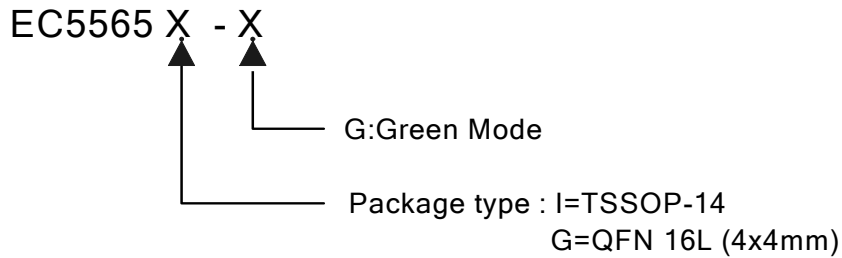 EC5565 X - X
G:Green Mode
Package type : I=TSSOP-14
G=QFN 16L (4x4mm)